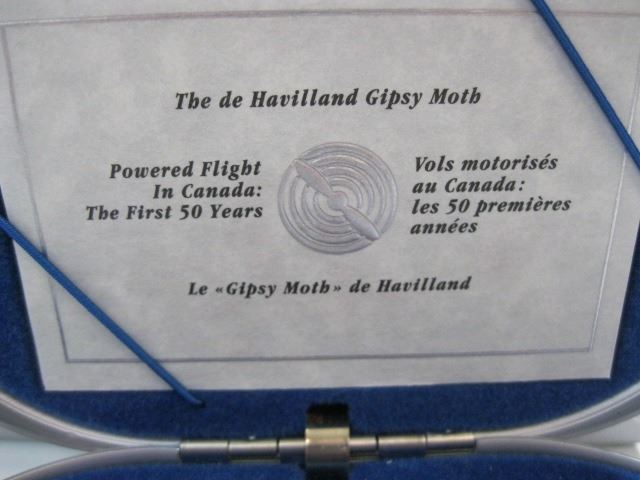 The de Havilland Gipsy Moth
Powered Flight
In Canada:
The First 50 Years
Vols motorisés
au Canada:
les 50 premières
années
Le «Gipsy Moth» de Havilland